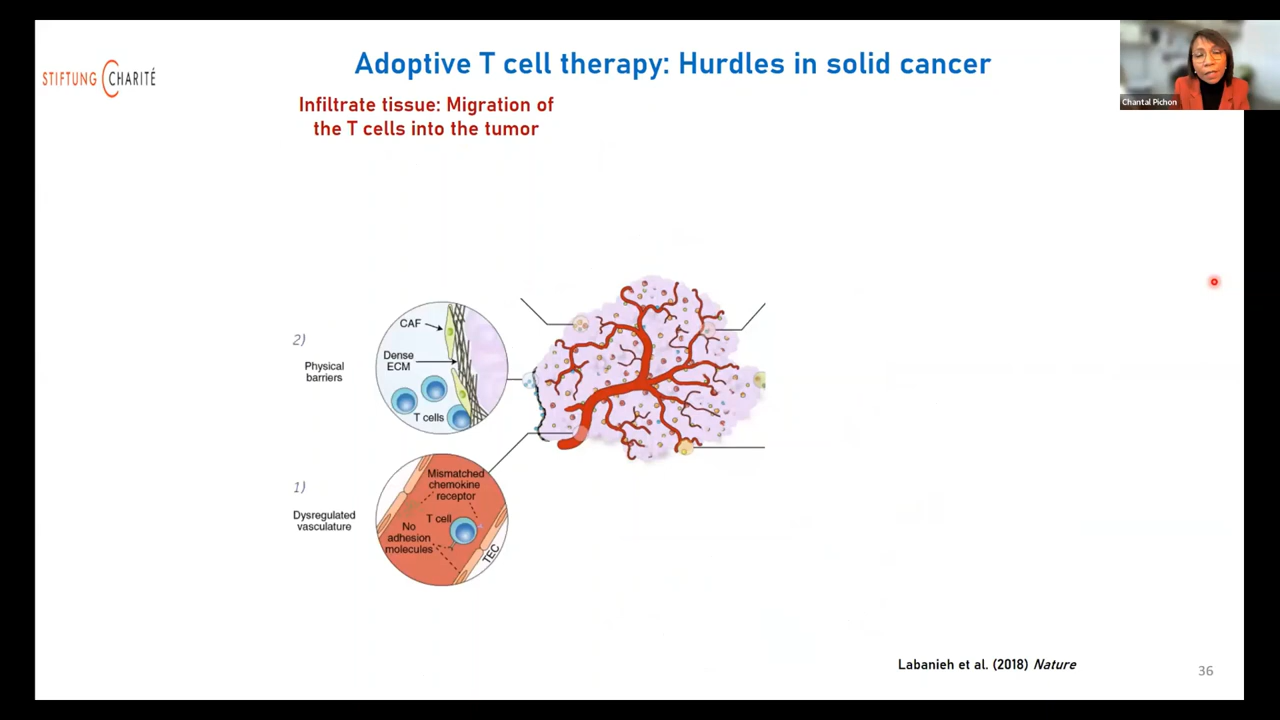 Adoptive T cell therapy: Hurdles in solid cancer
STIFTUNG CHARITÉ
Chantal Pichon
Infiltrate tissue: Migration of
the T cells into the tumor
2)
Physical
barriers
CAF
Dense
ECM
T cells
1)
Dysregulated
vasculature
Mismatched
chemokine
receptor
T cell
No
adhesion
molecules
TEC
Labanieh et al. (2018) Nature
36